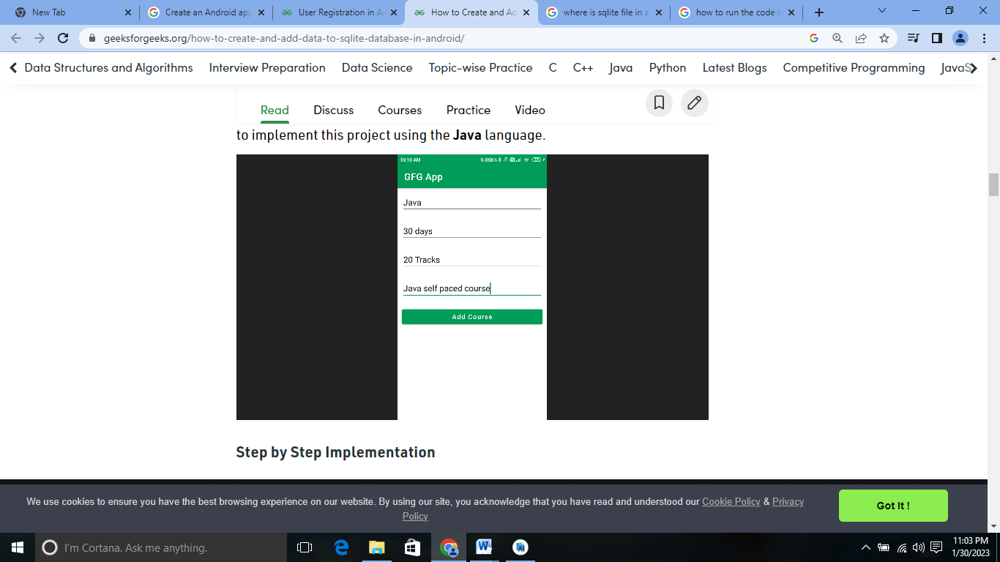 New Tab
Create an Android app
User Registration in A
How to Create and Ad
where is sqlite file in a
how to run the code i
geeksforgeeks.org/how-to-create-and-add-data-to-sqlite-database-in-android/
Data Structures and Algorithms Interview Preparation Data Science Topic-wise Practice C C++ Java Python Latest Blogs Competitive Programming JavaS
Read Discuss Courses Practice Video
to implement this project using the Java language.
10:10 AM 0.3KB/s
GFG App
Java
30 days
20 Tracks
Java self paced course
Add Course
Step by Step Implementation
We use cookies to ensure you have the best browsing experience on our website. By using our site, you acknowledge that you have read and understood our Cookie Policy & Privacy
Policy
Got It !
I'm Cortana. Ask me anything.
11:03 PM
1/30/2023